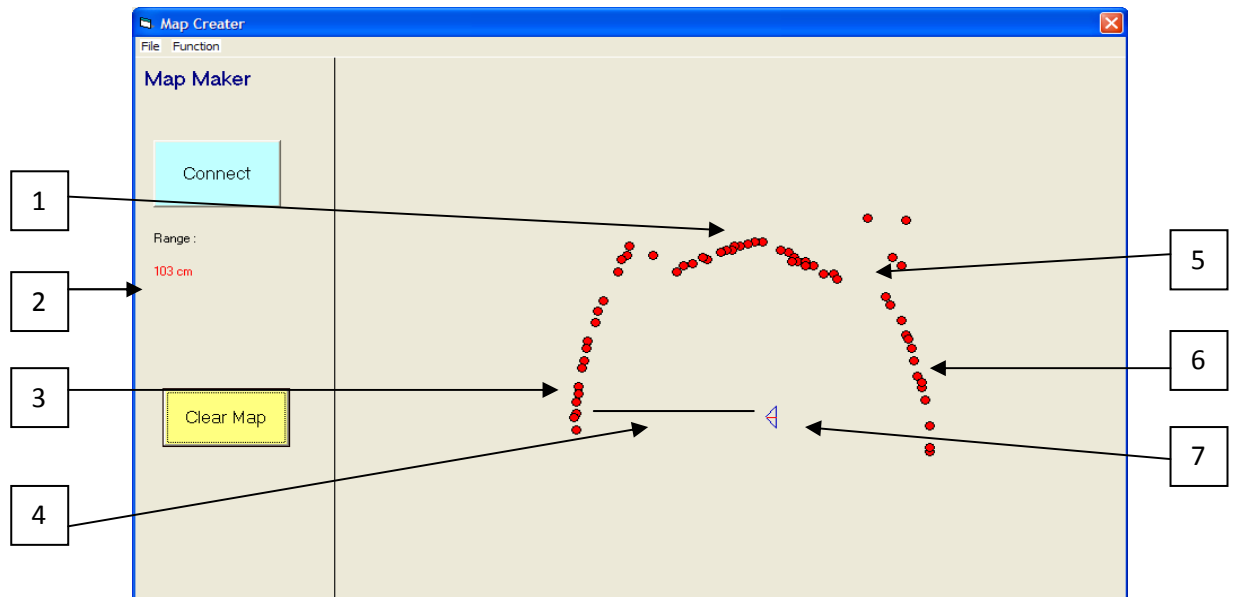 Map Creater
File Function
Map Maker
Connect
Range :
103 cm
Clear Map
1
2
3
4
5
6
7